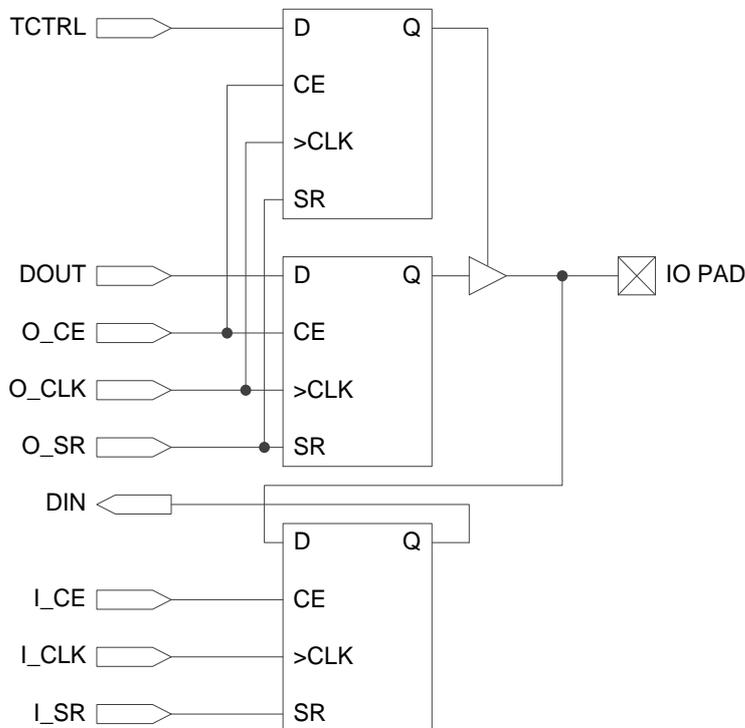 TCTRL D Q
CE
>CLK
SR
DOUT D Q IO PAD
O_CE CE
O_CLK >CLK
O_SR SR
DIN
D Q
I_CE CE
I_CLK >CLK
I_SR SR